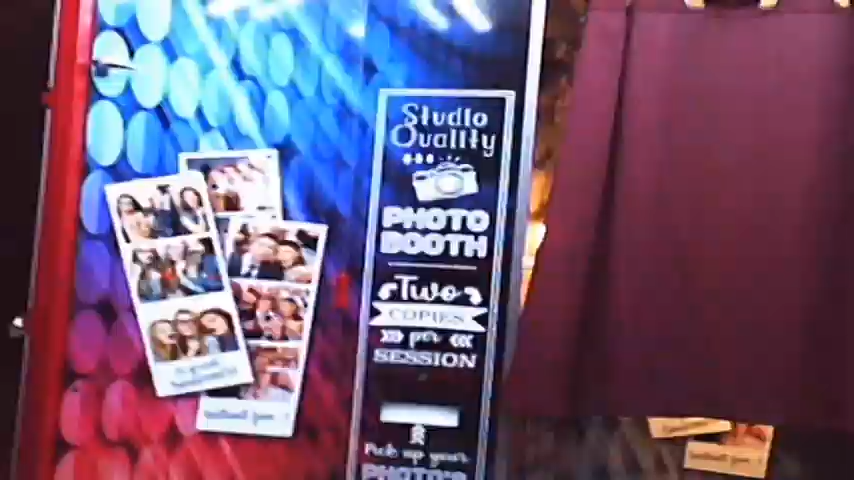 Studio
Quality
PHOTO
BOOTH
Two
COPIES
per
SESSION
Pick up your
PHOTO'S